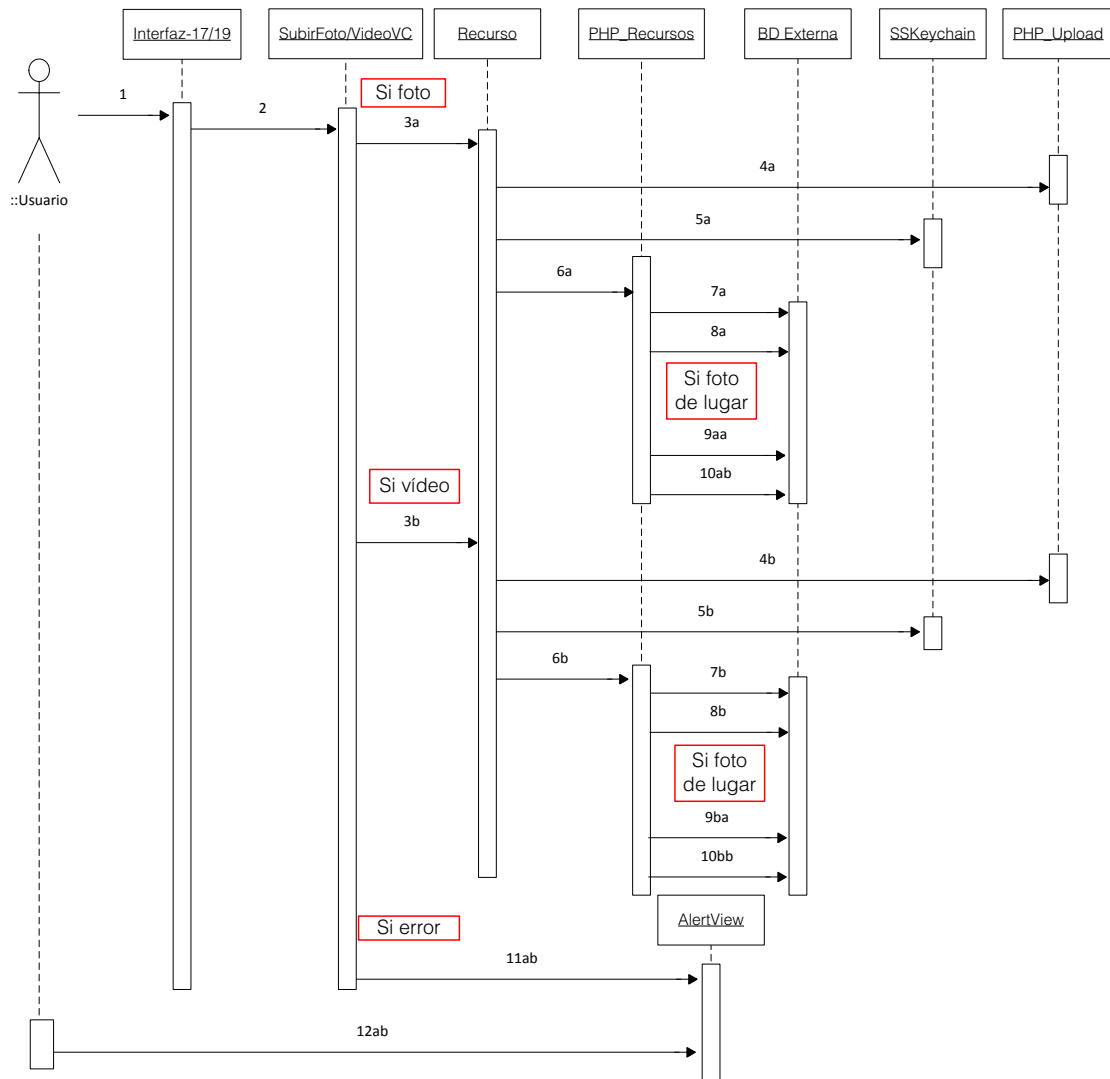 Interfaz-17/19
SubirFoto/VideoVC
Recurso
PHP_Recursos
BD Externa
SSKeychain
PHP_Upload
Si foto
1
2
3a
4a
::Usuario
5a
6a
7a
8a
Si foto
de lugar
9aa
10ab
Si vídeo
3b
4b
5b
6b
7b
8b
Si foto
de lugar
9ba
10bb
Si error
AlertView
11ab
12ab